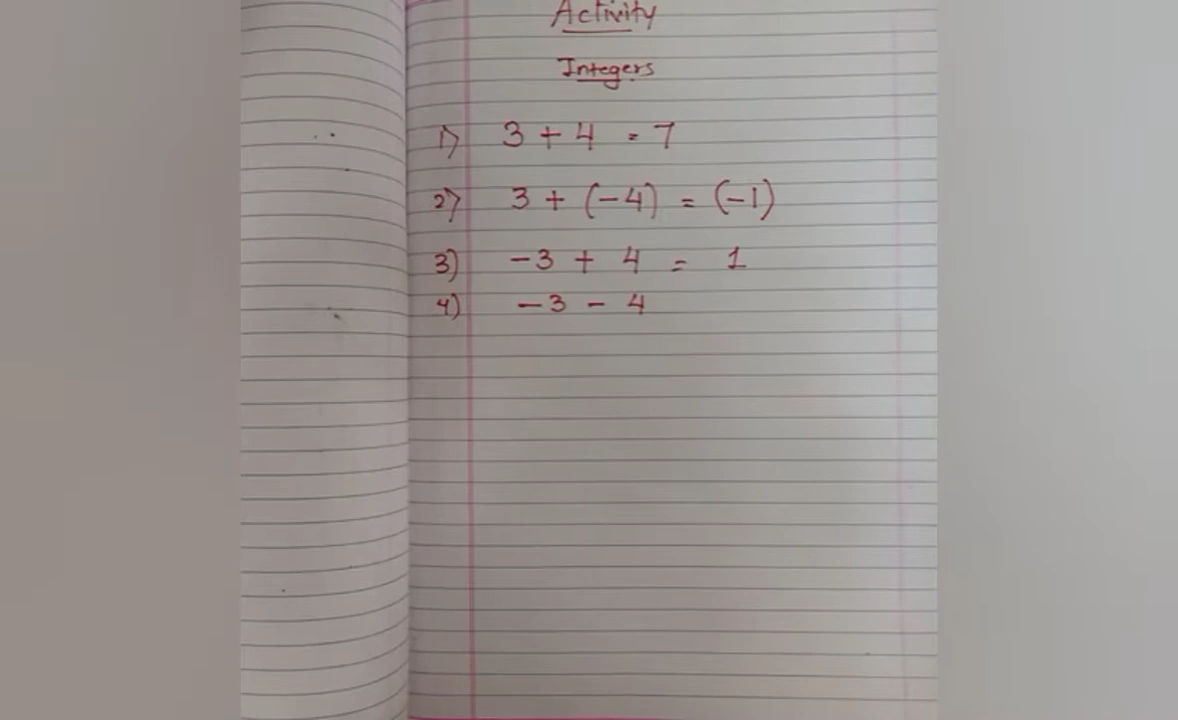 Activity
Integers
1) 3 + 4 = 7
2) 3 + (-4) = (-1)
3) -3 + 4 = 1
4) -3 - 4